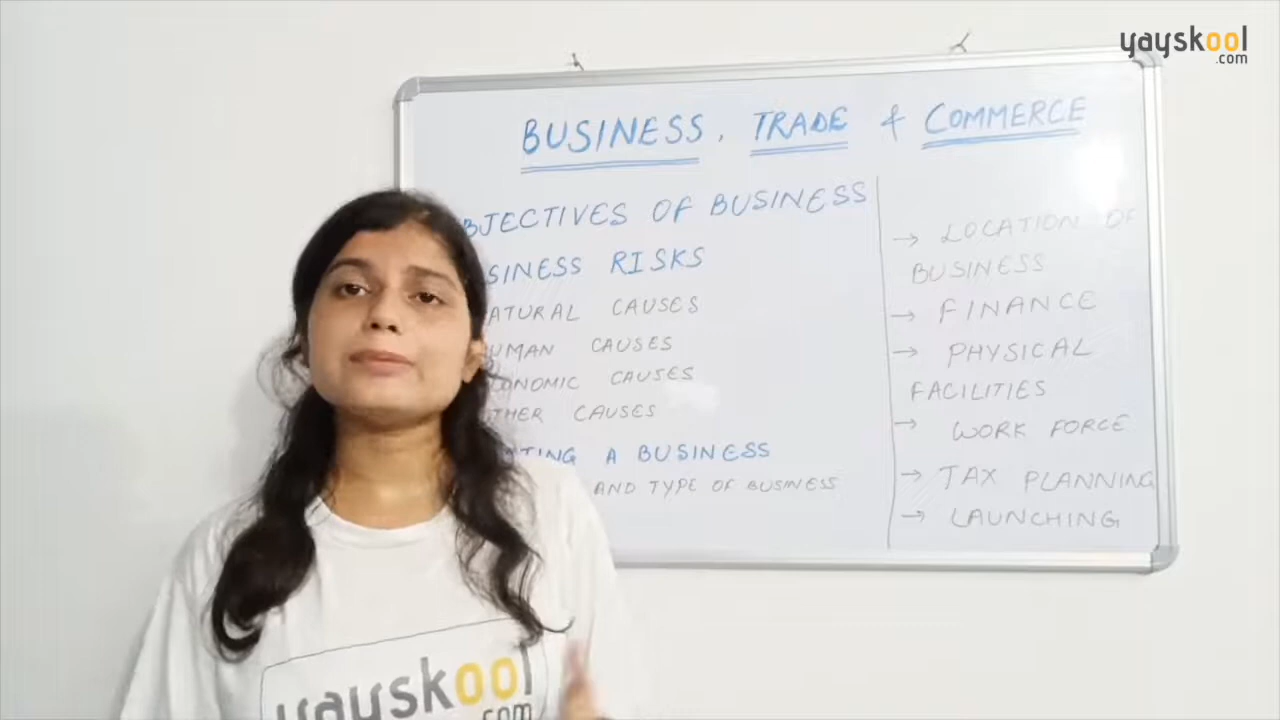 yayskool
.com
BUSINESS, TRADE & COMMERCE
BJECTIVES OF BUSINESS
SINESS RISKS
ATURAL CAUSES
UMAN CAUSES
ONOMIC CAUSES
THER CAUSES
TING A BUSINESS
AND TYPE OF BUSINESS
→ LOCATION OF
BUSINESS
→ FINANCE
→ PHYSICAL
FACILITIES
→ WORK FORCE
→ TAX PLANNING
→ LAUNCHING
yayskool
.com